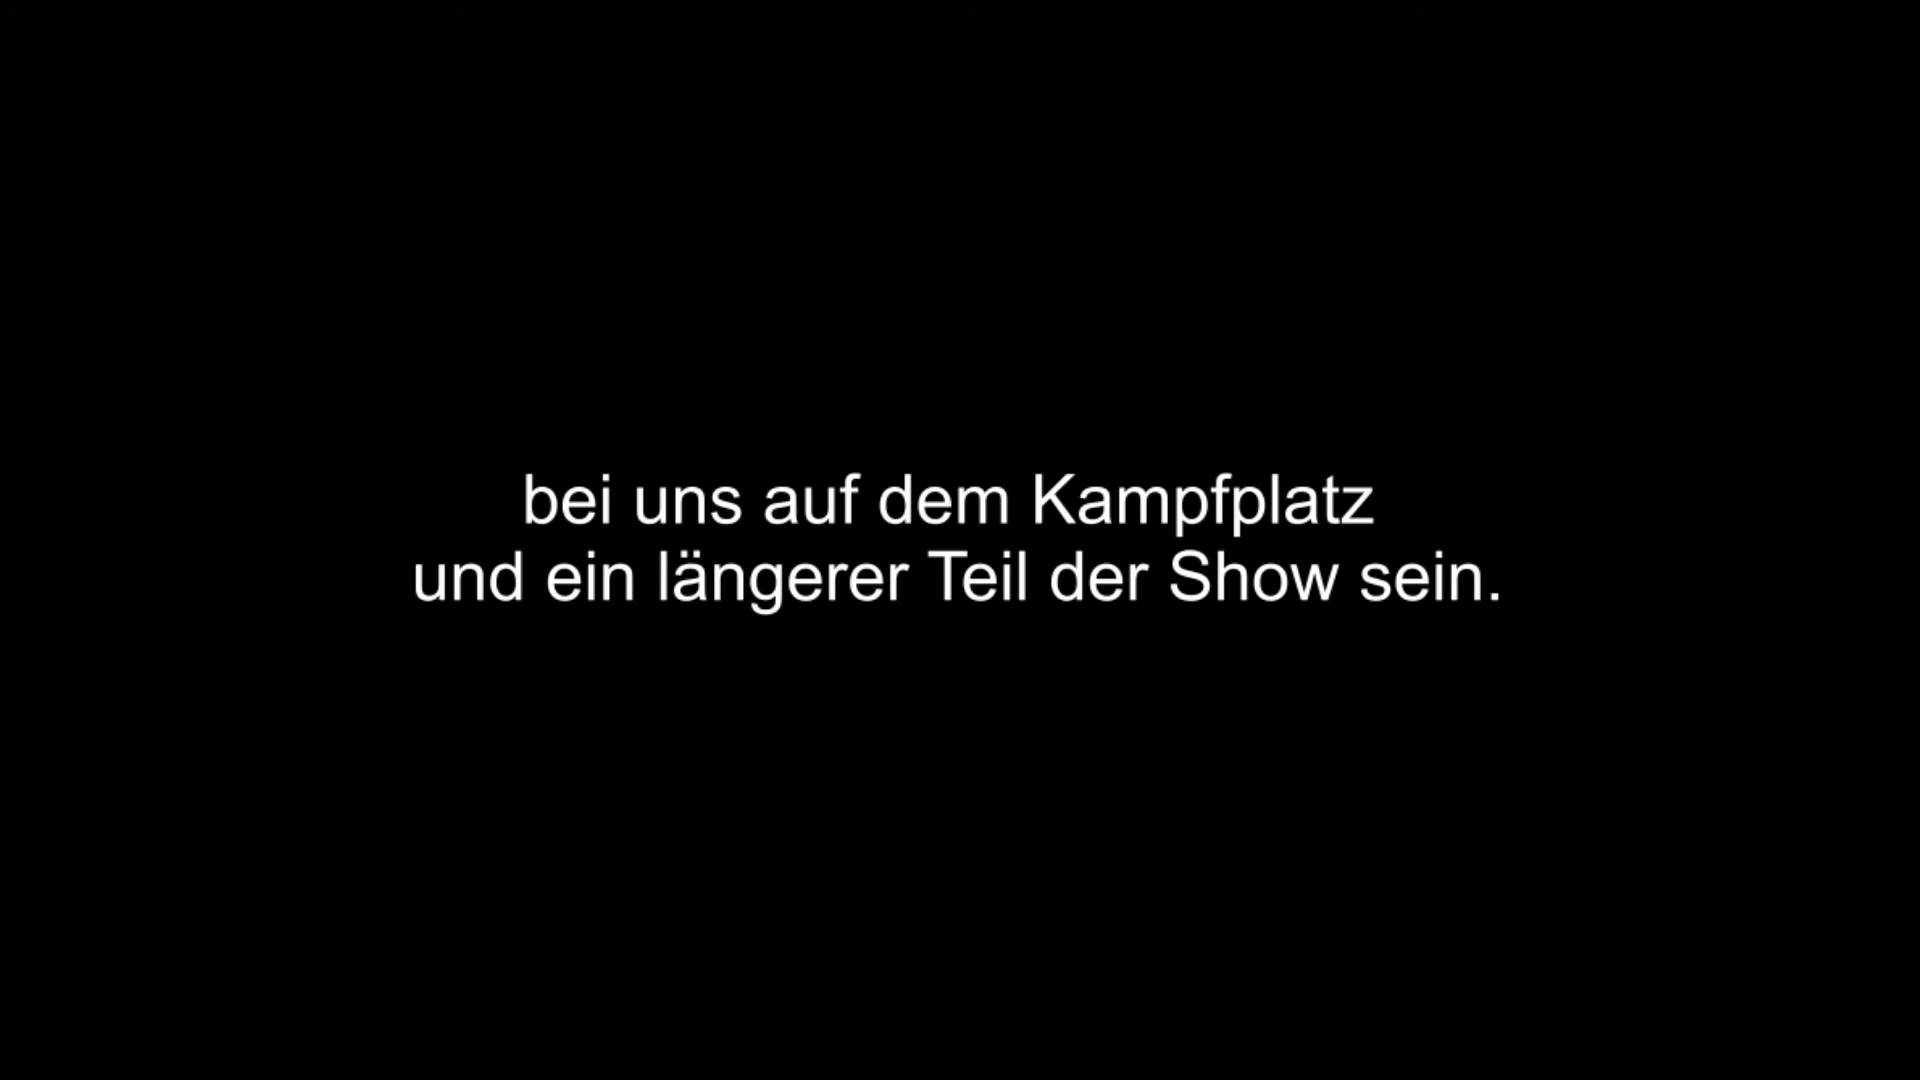 bei uns auf dem Kampfplatz
und ein längerer Teil der Show sein.